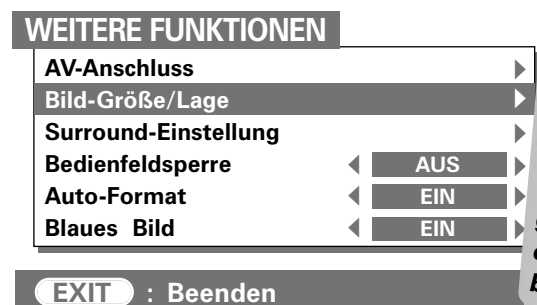 WEITERE FUNKTIONEN
AV-Anschluss
Bild-Größe/Lage
Surround-Einstellung
Bedienfeldsperre AUS
Auto-Format EIN
Blaues Bild EIN
EXIT : Beenden